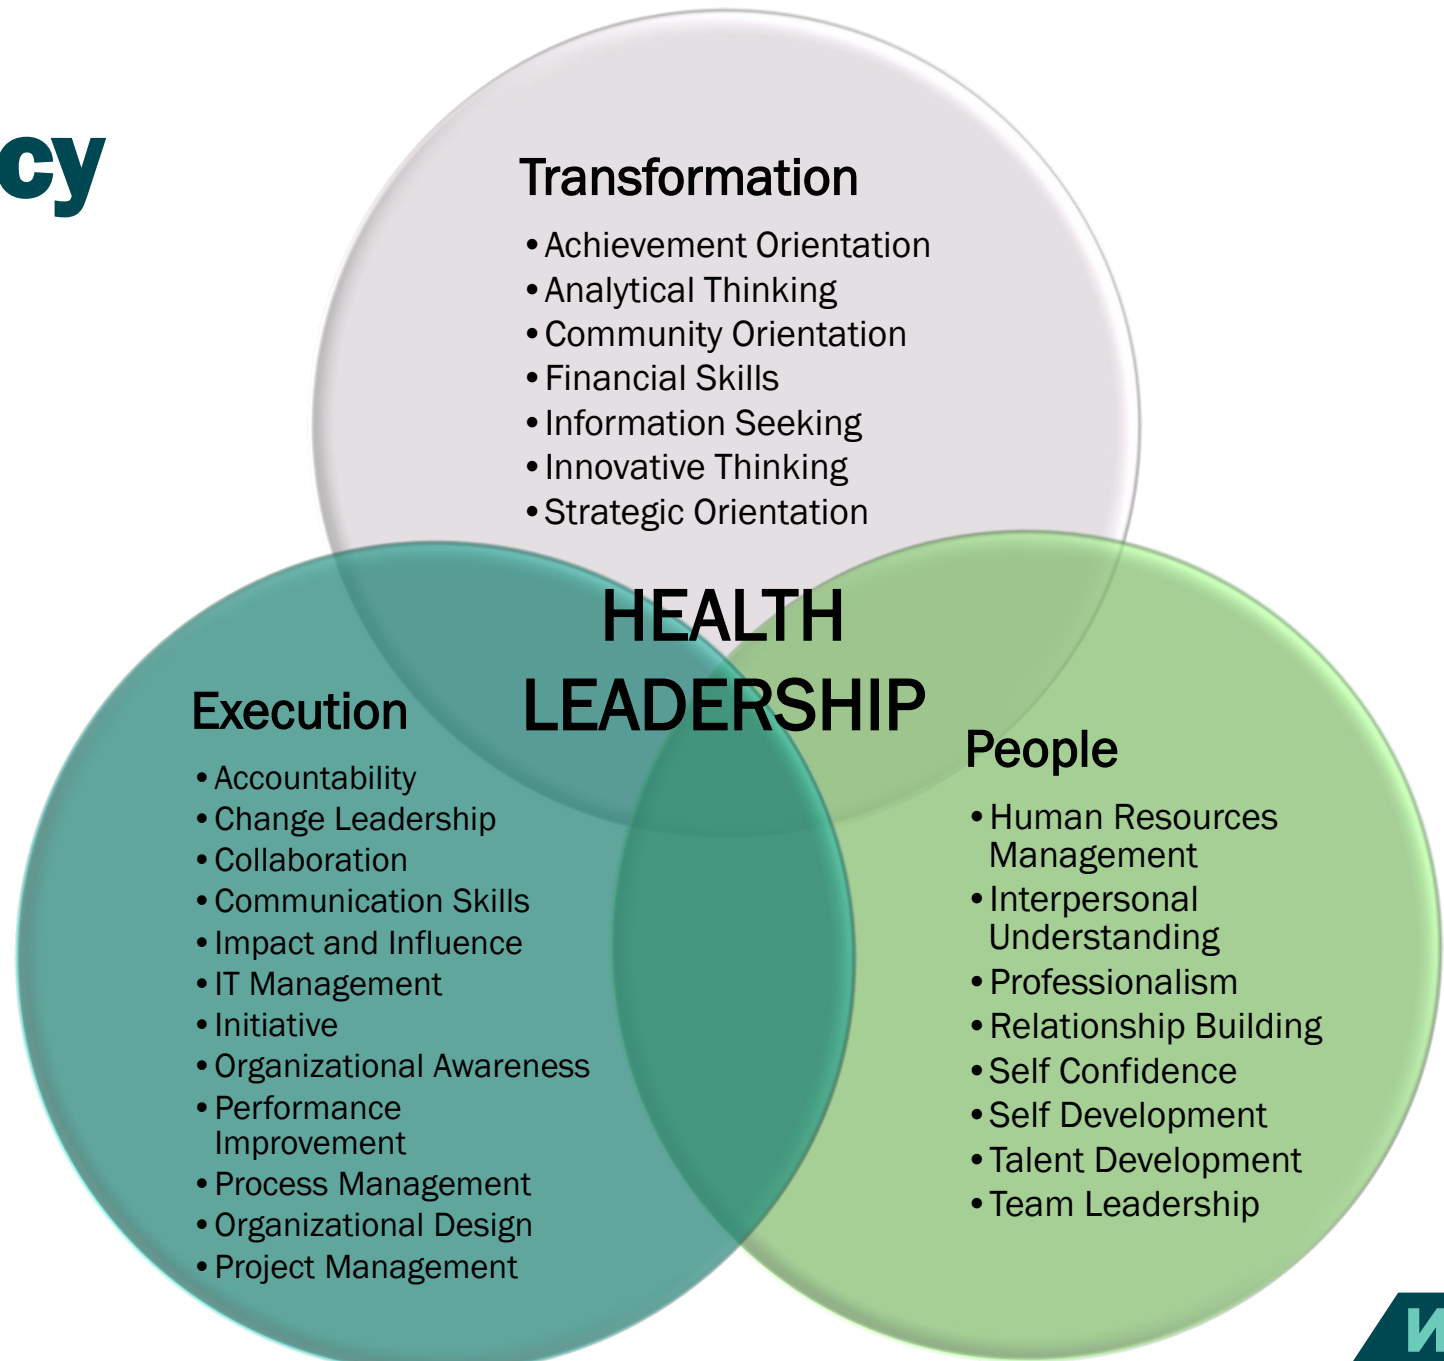 cy
Transformation
• Achievement Orientation
• Analytical Thinking
• Community Orientation
• Financial Skills
• Information Seeking
• Innovative Thinking
• Strategic Orientation
HEALTH
LEADERSHIP
Execution
• Accountability
• Change Leadership
• Collaboration
• Communication Skills
• Impact and Influence
• IT Management
• Initiative
• Organizational Awareness
• Performance
Improvement
• Process Management
• Organizational Design
• Project Management
People
• Human Resources
Management
• Interpersonal
Understanding
• Professionalism
• Relationship Building
• Self Confidence
• Self Development
• Talent Development
• Team Leadership